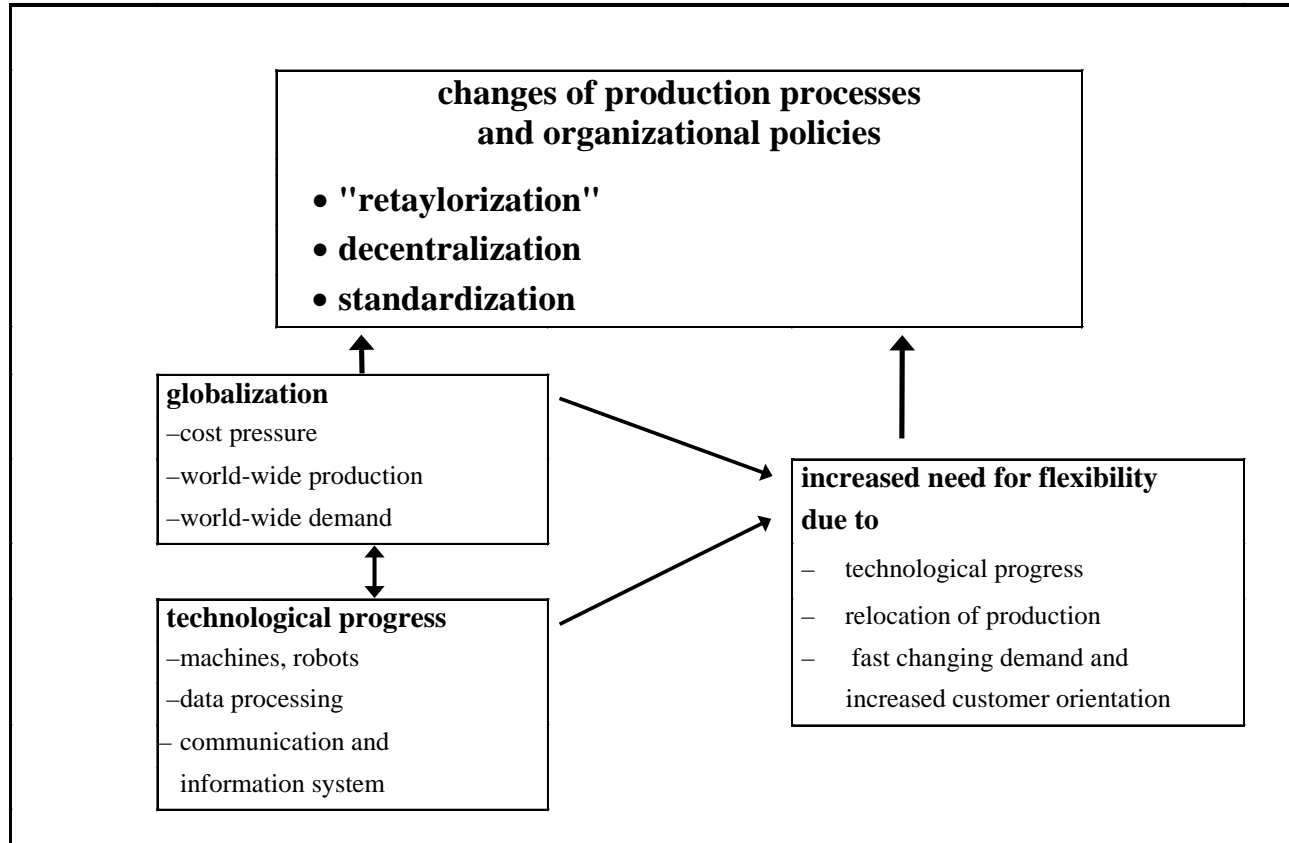 changes of production processes
and organizational policies
• "retaylorization"
• decentralization
• standardization
globalization
–cost pressure
–world-wide production
–world-wide demand
technological progress
–machines, robots
–data processing
– communication and
information system
increased need for flexibility
due to
– technological progress
– relocation of production
– fast changing demand and
increased customer orientation